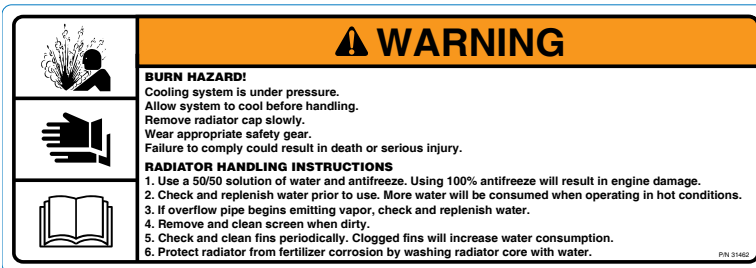 WARNING
BURN HAZARD!
Cooling system is under pressure.
Allow system to cool before handling.
Remove radiator cap slowly.
Wear appropriate safety gear.
Failure to comply could result in death or serious injury.
RADIATOR HANDLING INSTRUCTIONS
1. Use a 50/50 solution of water and antifreeze. Using 100% antifreeze will result in engine damage.
2. Check and replenish water prior to use. More water will be consumed when operating in hot conditions.
3. If overflow pipe begins emitting vapor, check and replenish water.
4. Remove and clean screen when dirty.
5. Check and clean fins periodically. Clogged fins will increase water consumption.
6. Protect radiator from fertilizer corrosion by washing radiator core with water.
P/N 31462